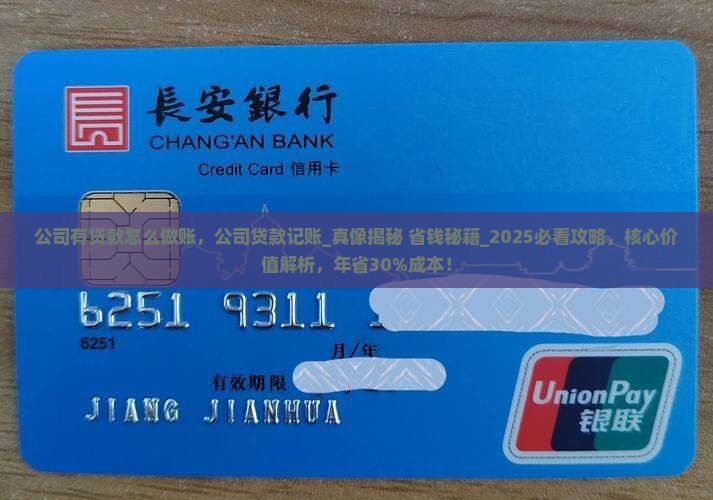 長安銀行
CHANG'AN BANK
Credit Card 信用卡
公司有贷款怎么做账，公司贷款记账_真像揭秘 省钱秘籍_2025必看攻略，核心价
值解析，年省30%成本！
6251 9311 1
6251
月/年
有效期限
JIANG JIANHUA
UnionPay
银联